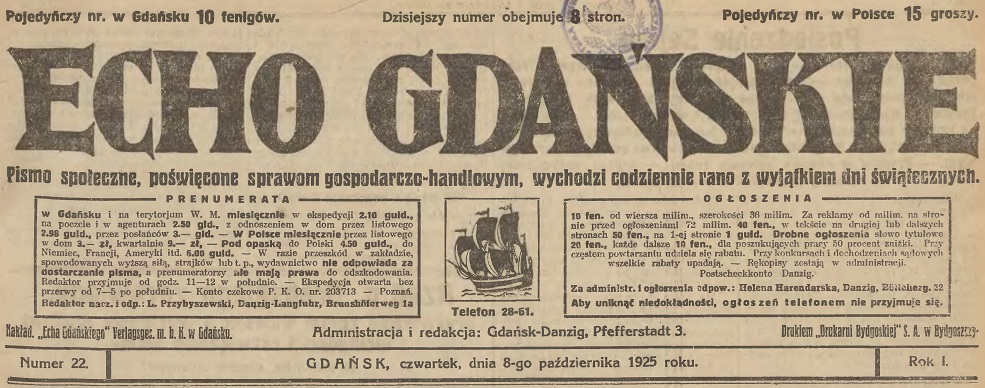 Pojedyńczy nr. w Gdańsku 10 fenigów.
Dzisiejszy numer obejmuje 8 stron.
Pojedyńczy nr. w Polsce 15 groszy.
ECHO GDAŃSKIE
Pismo społeczne, poświęcone sprawom gospodarczo-handlowym, wychodzi codziennie rano z wyjątkiem dni świątecznych.
PRENUMERATA
w Gdańsku i na terytorjum W. M. miesięcznie w ekspedycji 2.10 guld.,
na poczcie i w agenturach 2.50 gld., z odnoszeniem w dom przez listowego
2.98 guld., przez posłańców 3.— gld. — W Polsce miesięcznie przez listowego
w dom 3.— zł, kwartalnie 9.— zł, — Pod opaską do Polski 4.50 guld., do
Niemiec, Francji, Ameryki itd. 6.00 guld. — W razie przeszkód w zakładzie,
spowodowanych wyższą siłą, strajków lub t. p., wydawnictwo nie odpowiada za
dostarczanie pisma, a prenumeratorzy nie mają prawa do odszkodowania.
Redaktor przyjmuje od godz. 11—12 w południe. — Ekspedycja otwarta bez
przerwy od 7—5 po południu. — Konto czekowe P. K. O. nr. 203713 — Poznań.
Redaktor nacz. i odp.: L. Przybyszewski, Danzig-Langfuhr, Brunshöferweg 1a
Telefon 28-61.
OGŁOSZENIA
10 fen. od wiersza milim., szerokości 36 milim. Za reklamy od milim. na stro-
nie przed ogłoszeniami 72 milim. 40 fen., w tekście na drugiej lub dalszych
stronach 50 fen., na 1-ej stronie 1 guld. Drobne ogłoszenia słowo tytułowe
20 fen., każde dalsze 10 fen., dla poszukujących pracy 50 procent zniżki. Przy
częstem powtarzaniu udziela się rabatu. Przy konkursach i dochodzeniach sądowych
wszelkie rabaty upadają. — Rękopisy zostają w administracji.
Postscheckkonto Danzig.
Za administr. i ogłoszenia odpow.: Helena Harendarska, Danzig, Böttcherg. 22
Aby uniknąć niedokładności, ogłoszeń telefonem nie przyjmuje się.
Nakład. „Echa Gdańskiego" Verlagsges. m. b. H. w Gdańsku.
Administracja i redakcja: Gdańsk-Danzig, Pfefferstadt 3.
Drukiem „Drukarni Bydgoskiej" S. A. w Bydgoszczy
Numer 22.
GDAŃSK, czwartek, dnia 8-go października 1925 roku.
Rok I.